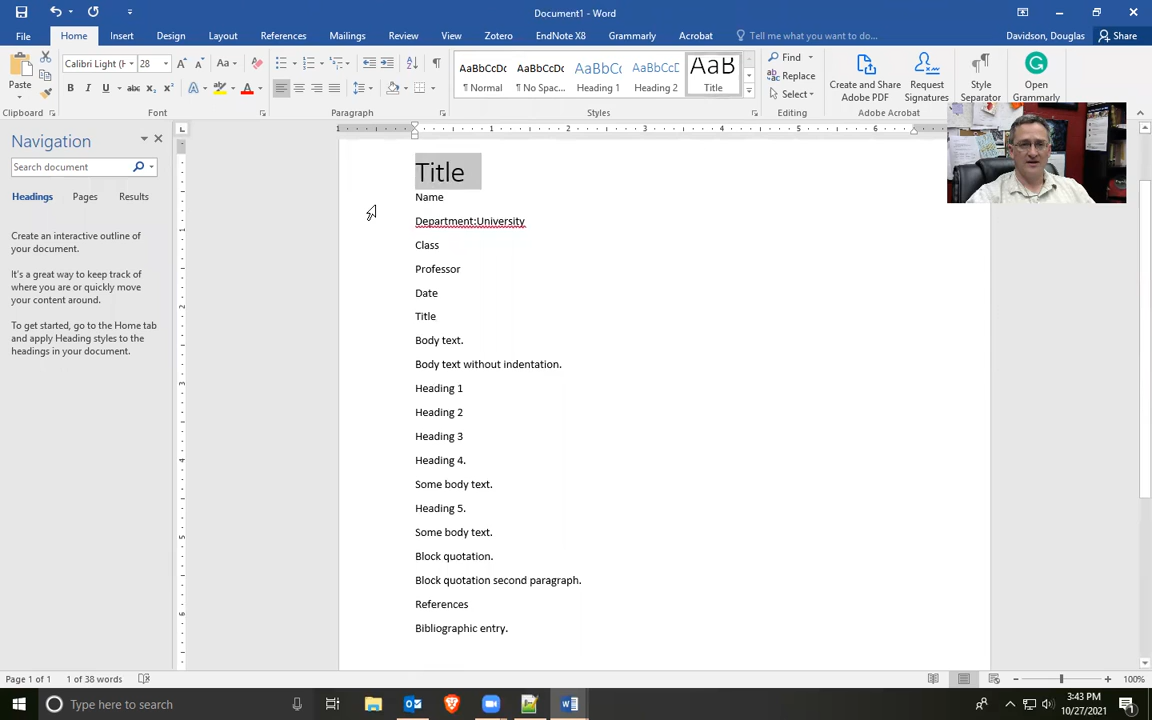 Document1 - Word
File
Home
Insert
Design
Layout
References
Mailings
Review
View
Zotero
EndNote X8
Grammarly
Acrobat
Tell me what you want to do...
Davidson, Douglas
Share
Paste
Clipboard
Calibri Light (H
28
Font
Paragraph
AaBbCcDc
¶ Normal
AaBbCcDc
¶ No Spac...
AaBbCc
Heading 1
AaBbCcD
Heading 2
AaB
Title
Styles
Find
Replace
Select
Editing
Create and Share
Adobe PDF
Request
Signatures
Adobe Acrobat
Style
Separator
Open
Grammarly
Navigation
Search document
Headings
Pages
Results
Create an interactive outline of
your document.
It's a great way to keep track of
where you are or quickly move
your content around.
To get started, go to the Home tab
and apply Heading styles to the
headings in your document.
Title
Name
Department:University
Class
Professor
Date
Title
Body text.
Body text without indentation.
Heading 1
Heading 2
Heading 3
Heading 4.
Some body text.
Heading 5.
Some body text.
Block quotation.
Block quotation second paragraph.
References
Bibliographic entry.
Page 1 of 1
1 of 38 words
100%
Type here to search
3:43 PM
10/27/2021